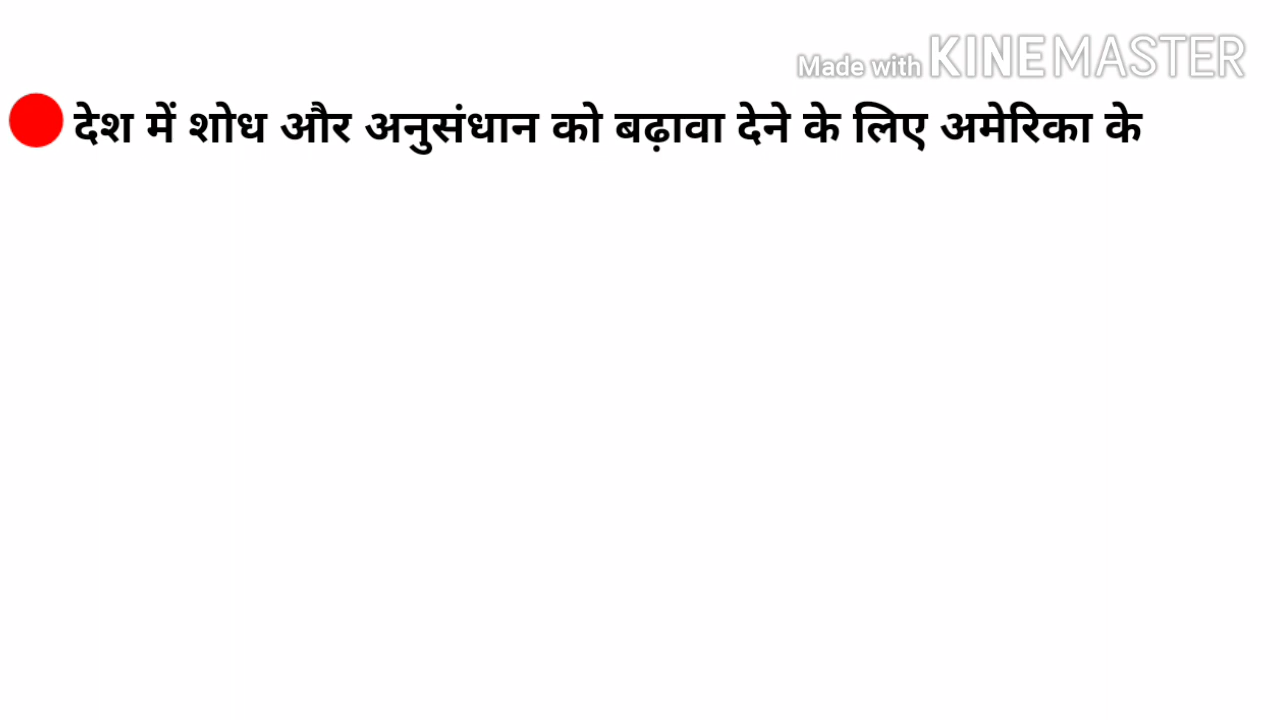 Made with KINEMASTER
देश में शोध और अनुसंधान को बढ़ावा देने के लिए अमेरिका के